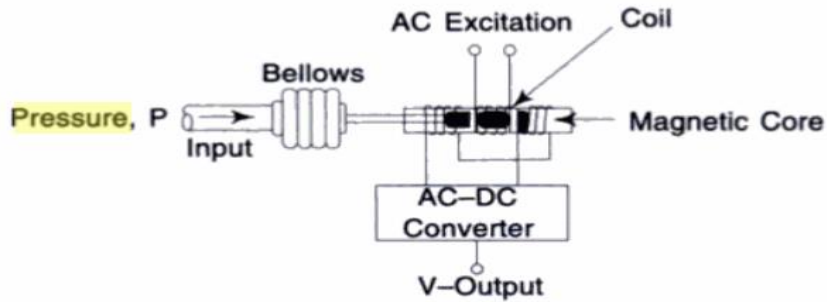 AC Excitation
Coil
Bellows
Pressure, P
Input
Magnetic Core
AC–DC
Converter
V–Output